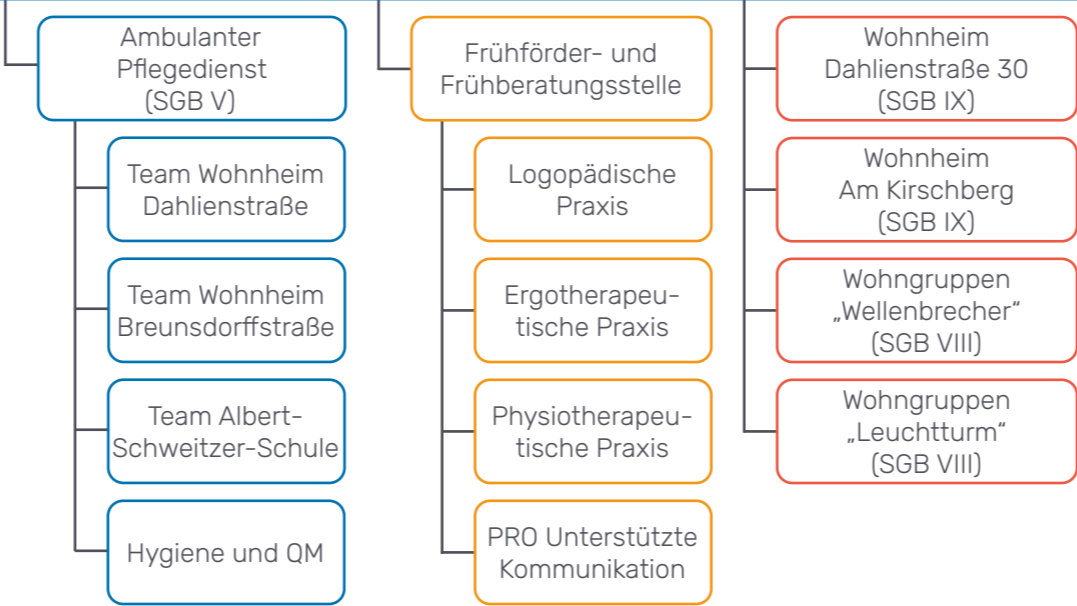 Ambulanter
Pflegedienst
(SGB V)
Team Wohnheim
Dahlienstraße
Team Wohnheim
Breunsdorffstraße
Team Albert-
Schweitzer-Schule
Hygiene und QM
Frühförder- und
Frühberatungsstelle
Logopädische
Praxis
Ergotherapeu-
tische Praxis
Physiotherapeu-
tische Praxis
PRO Unterstützte
Kommunikation
Wohnheim
Dahlienstraße 30
(SGB IX)
Wohnheim
Am Kirschberg
(SGB IX)
Wohngruppen
„Wellenbrecher“
(SGB VIII)
Wohngruppen
„Leuchtturm“
(SGB VIII)